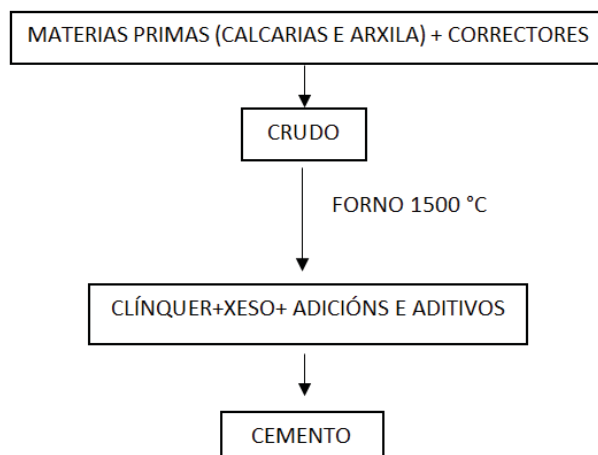 MATERIAS PRIMAS (CALCARIAS E ARXILA) + CORRECTORES
CRUDO
FORNO 1500 °C
CLÍNQUER+XESO+ ADICIÓNS E ADITIVOS
CEMENTO